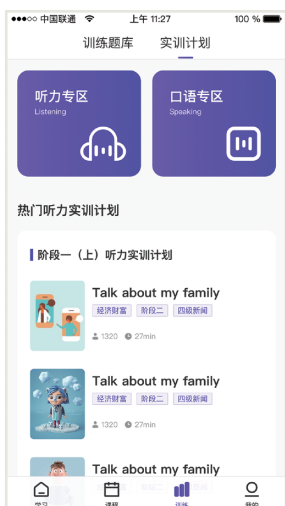 中国联通 上午 11:27 100 %
训练题库 实训计划
听力专区 口语专区
Listening Speaking
热门听力实训计划
阶段一（上）听力实训计划
Talk about my family
经济财富 阶段二 四级新闻
1320 27min
Talk about my family
经济财富 阶段二 四级新闻
1320 27min
Talk about my family
学习 课程 训练 我的